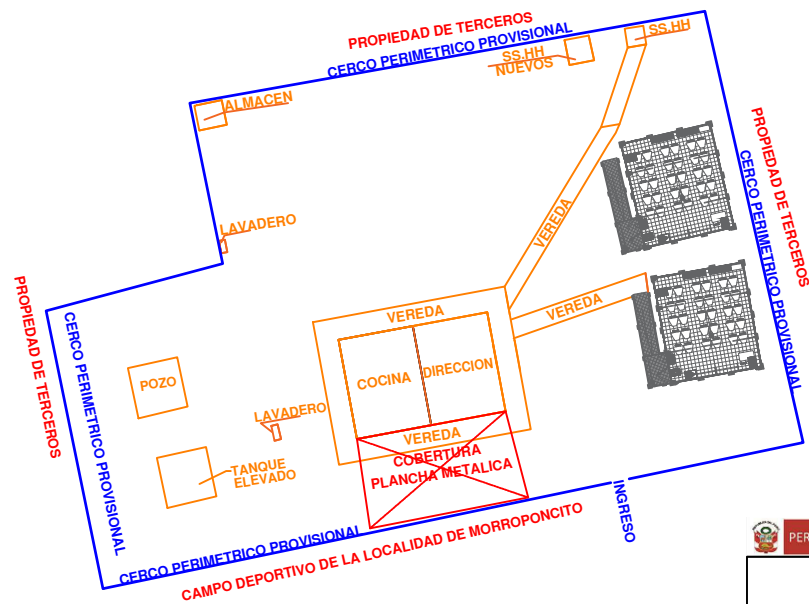 PROPIEDAD DE TERCEROS
CERCO PERIMETRICO PROVISIONAL
SS.HH
NUEVOS
SS.HH
ALMACEN
PROPIEDAD DE TERCEROS
CERCO PERIMETRICO PROVISIONAL
LAVADERO
VEREDA
PROPIEDAD DE TERCEROS
CERCO PERIMETRICO PROVISIONAL
VEREDA
VEREDA
POZO
COCINA
DIRECCION
LAVADERO
VEREDA
COBERTURA
PLANCHA METALICA
TANQUE
ELEVADO
INGRESO
CERCO PERIMETRICO PROVISIONAL
CAMPO DEPORTIVO DE LA LOCALIDAD DE MORROPONCITO
PER